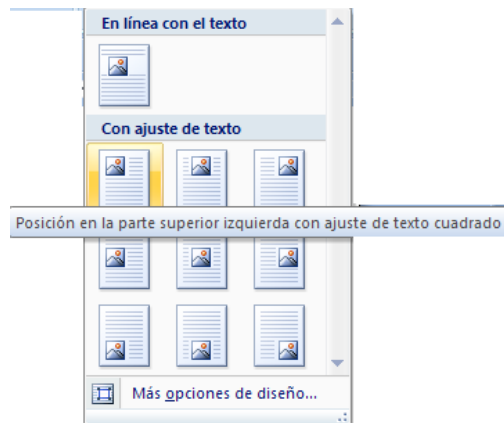 En línea con el texto
Con ajuste de texto
Posición en la parte superior izquierda con ajuste de texto cuadrado
Más opciones de diseño...